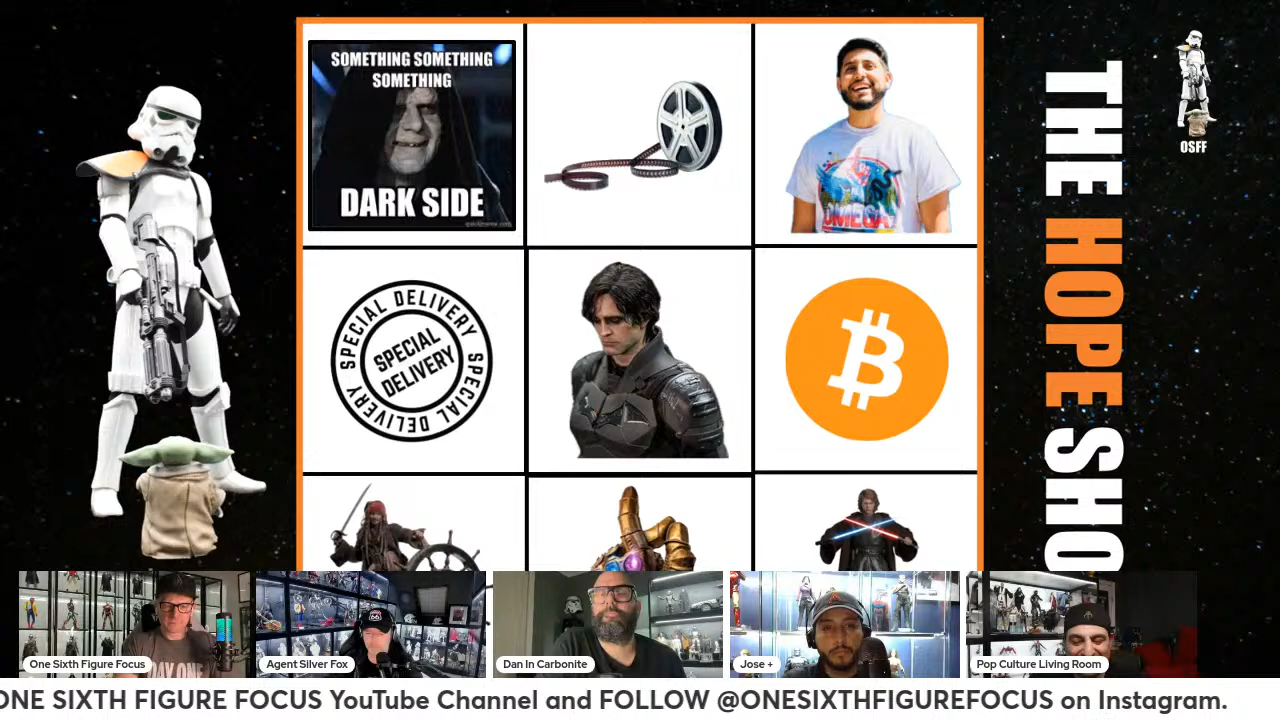 SOMETHING SOMETHING
SOMETHING
DARK SIDE
OMEGA
SPECIAL DELIVERY SPECIAL DELIVERY
SPECIAL
DELIVERY
THE HOPE SHO
OSFF
One Sixth Figure Focus
Agent Silver Fox
Dan In Carbonite
Jose +
Pop Culture Living Room
ONE SIXTH FIGURE FOCUS YouTube Channel and FOLLOW @ONESIXTHFIGUREFOCUS on Instagram.